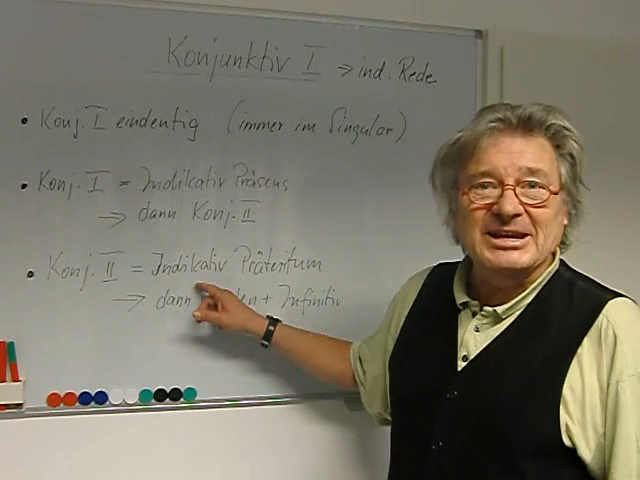 Konjunktiv I → ind. Rede
• Konj. I eindeutig (immer im Singular)
• Konj. I = Indikativ Präsens
→ dann Konj. II
• Konj. II = Indikativ Präteritum
→ dann + Infinitiv